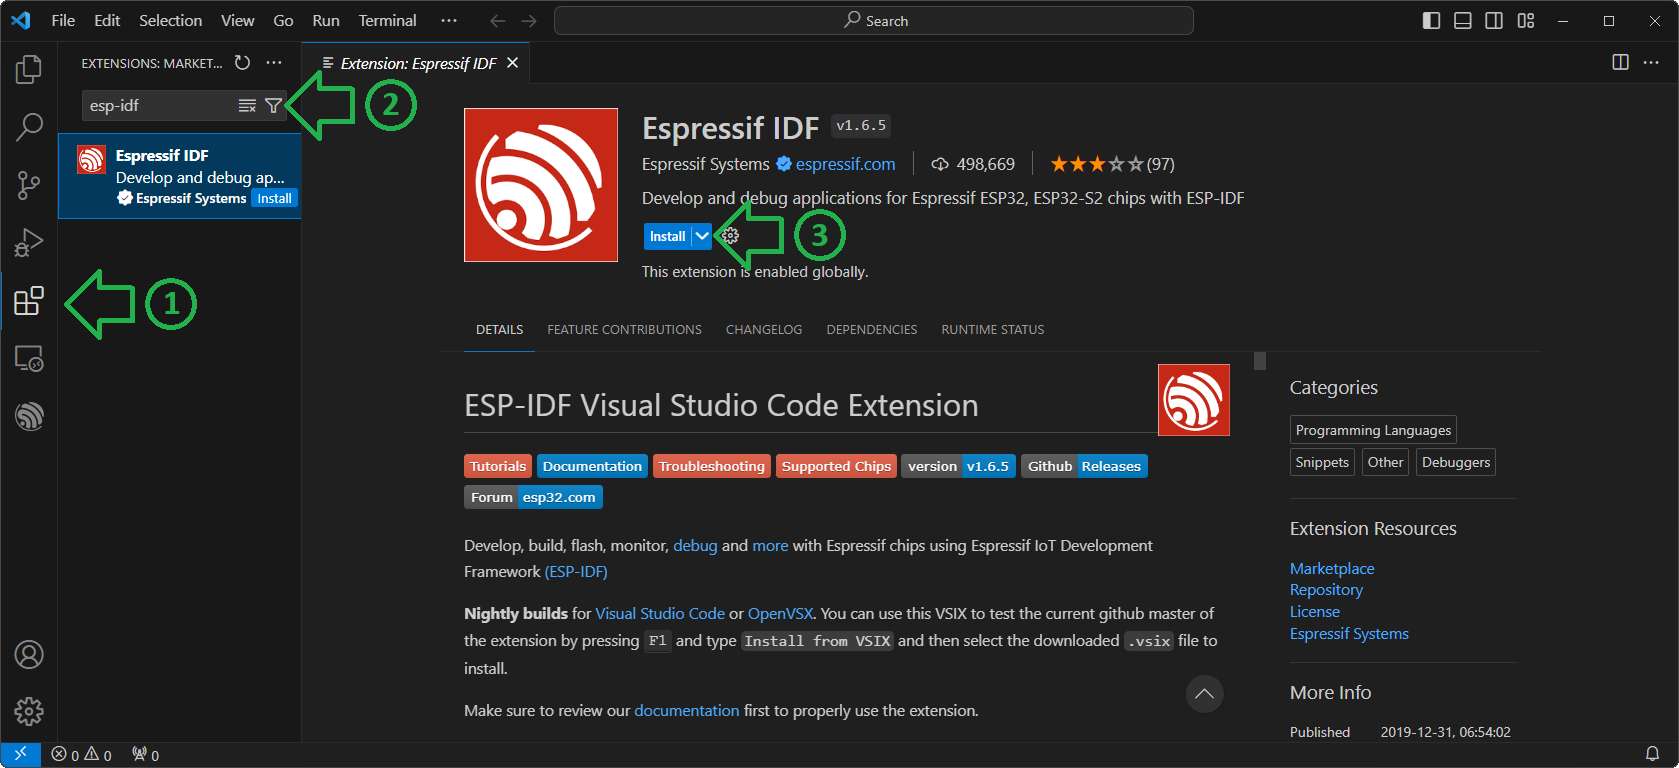 File Edit Selection View Go Run Terminal ···
Search
EXTENSIONS: MARKET... ···
Extension: Espressif IDF
esp-idf
2
Espressif IDF
Develop and debug ap...
Espressif Systems Install
1
Espressif IDF v1.6.5
Espressif Systems espressif.com 498,669 (97)
Develop and debug applications for Espressif ESP32, ESP32-S2 chips with ESP-IDF
Install 3
This extension is enabled globally.
DETAILS FEATURE CONTRIBUTIONS CHANGELOG DEPENDENCIES RUNTIME STATUS
ESP-IDF Visual Studio Code Extension
Tutorials Documentation Troubleshooting Supported Chips version v1.6.5 Github Releases
Forum esp32.com
Develop, build, flash, monitor, debug and more with Espressif chips using Espressif IoT Development
Framework (ESP-IDF)
Nightly builds for Visual Studio Code or OpenVSX. You can use this VSIX to test the current github master of
the extension by pressing F1 and type Install from VSIX and then select the downloaded .vsix file to
install.
Make sure to review our documentation first to properly use the extension.
Categories
Programming Languages
Snippets Other Debuggers
Extension Resources
Marketplace
Repository
License
Espressif Systems
More Info
Published 2019-12-31, 06:54:02
0 0 0